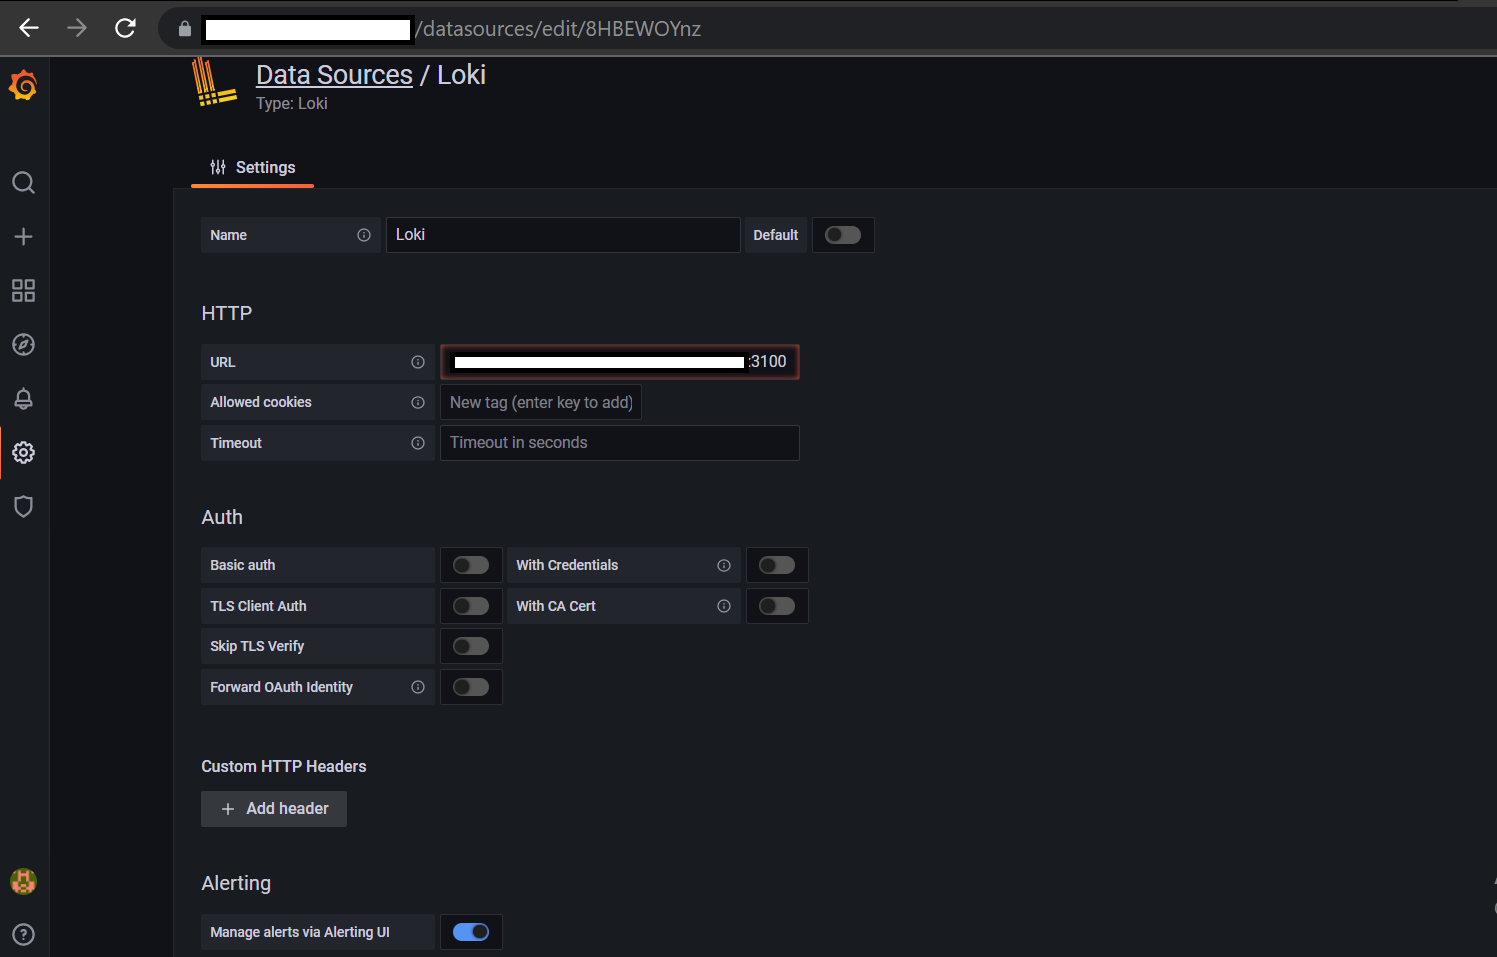 /datasources/edit/8HBEWOYnz
Data Sources / Loki
Type: Loki
Settings
Name Loki Default
HTTP
URL :3100
Allowed cookies New tag (enter key to add)
Timeout Timeout in seconds
Auth
Basic auth With Credentials
TLS Client Auth With CA Cert
Skip TLS Verify
Forward OAuth Identity
Custom HTTP Headers
+ Add header
Alerting
Manage alerts via Alerting UI